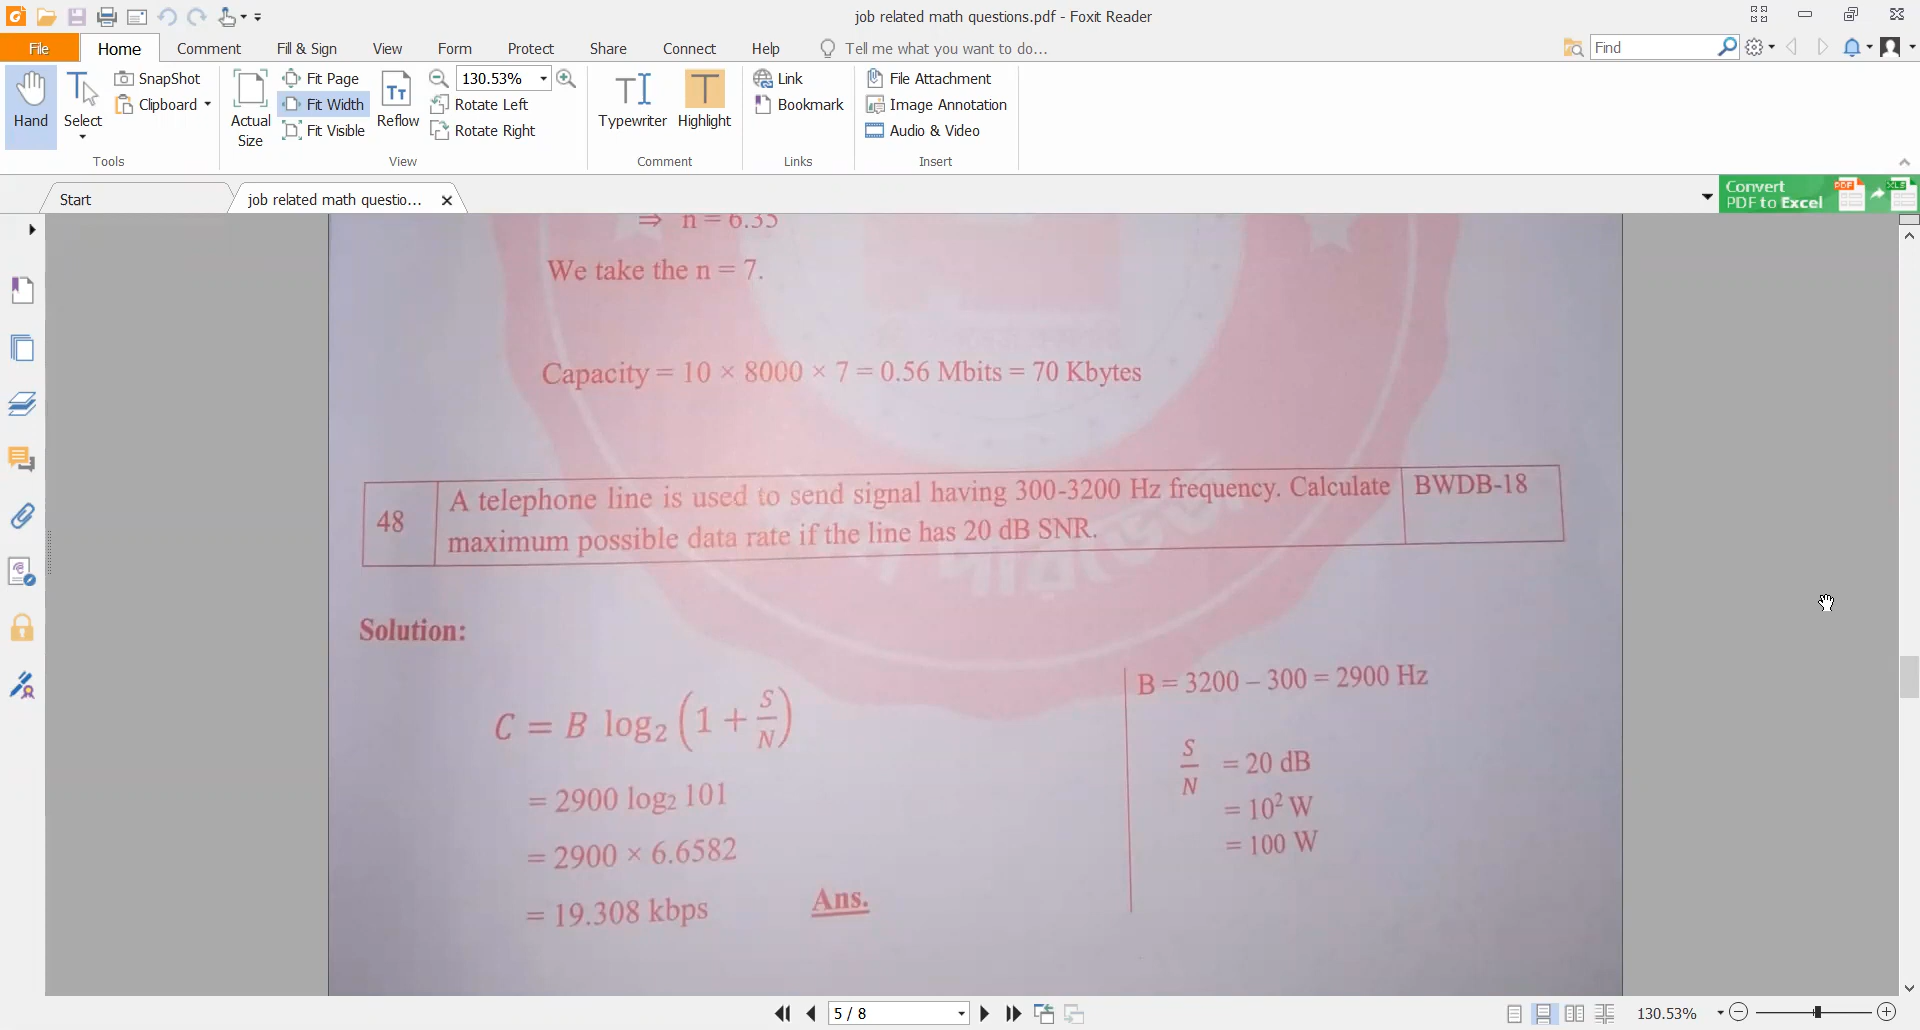 job related math questions.pdf - Foxit Reader
File Home Comment Fill & Sign View Form Protect Share Connect Help Tell me what you want to do... Find
Hand
Select
SnapShot
Clipboard
Tools
Actual
Size
Fit Page
Fit Width
Fit Visible
Reflow
130.53%
Rotate Left
Rotate Right
View
Typewriter
Highlight
Comment
Link
Bookmark
Links
File Attachment
Image Annotation
Audio & Video
Insert
Start
job related math questio...
Convert
PDF to Excel
⇒ n = 6.35
We take the n = 7.
Capacity = 10 × 8000 × 7 = 0.56 Mbits = 70 Kbytes
48
A telephone line is used to send signal having 300-3200 Hz frequency. Calculate
maximum possible data rate if the line has 20 dB SNR.
BWDB-18
Solution:
C = B log₂ (1 + S/N)
= 2900 log₂ 101
= 2900 × 6.6582
= 19.308 kbps Ans.
B = 3200 – 300 = 2900 Hz
S/N = 20 dB
= 10² W
= 100 W
5 / 8
130.53%